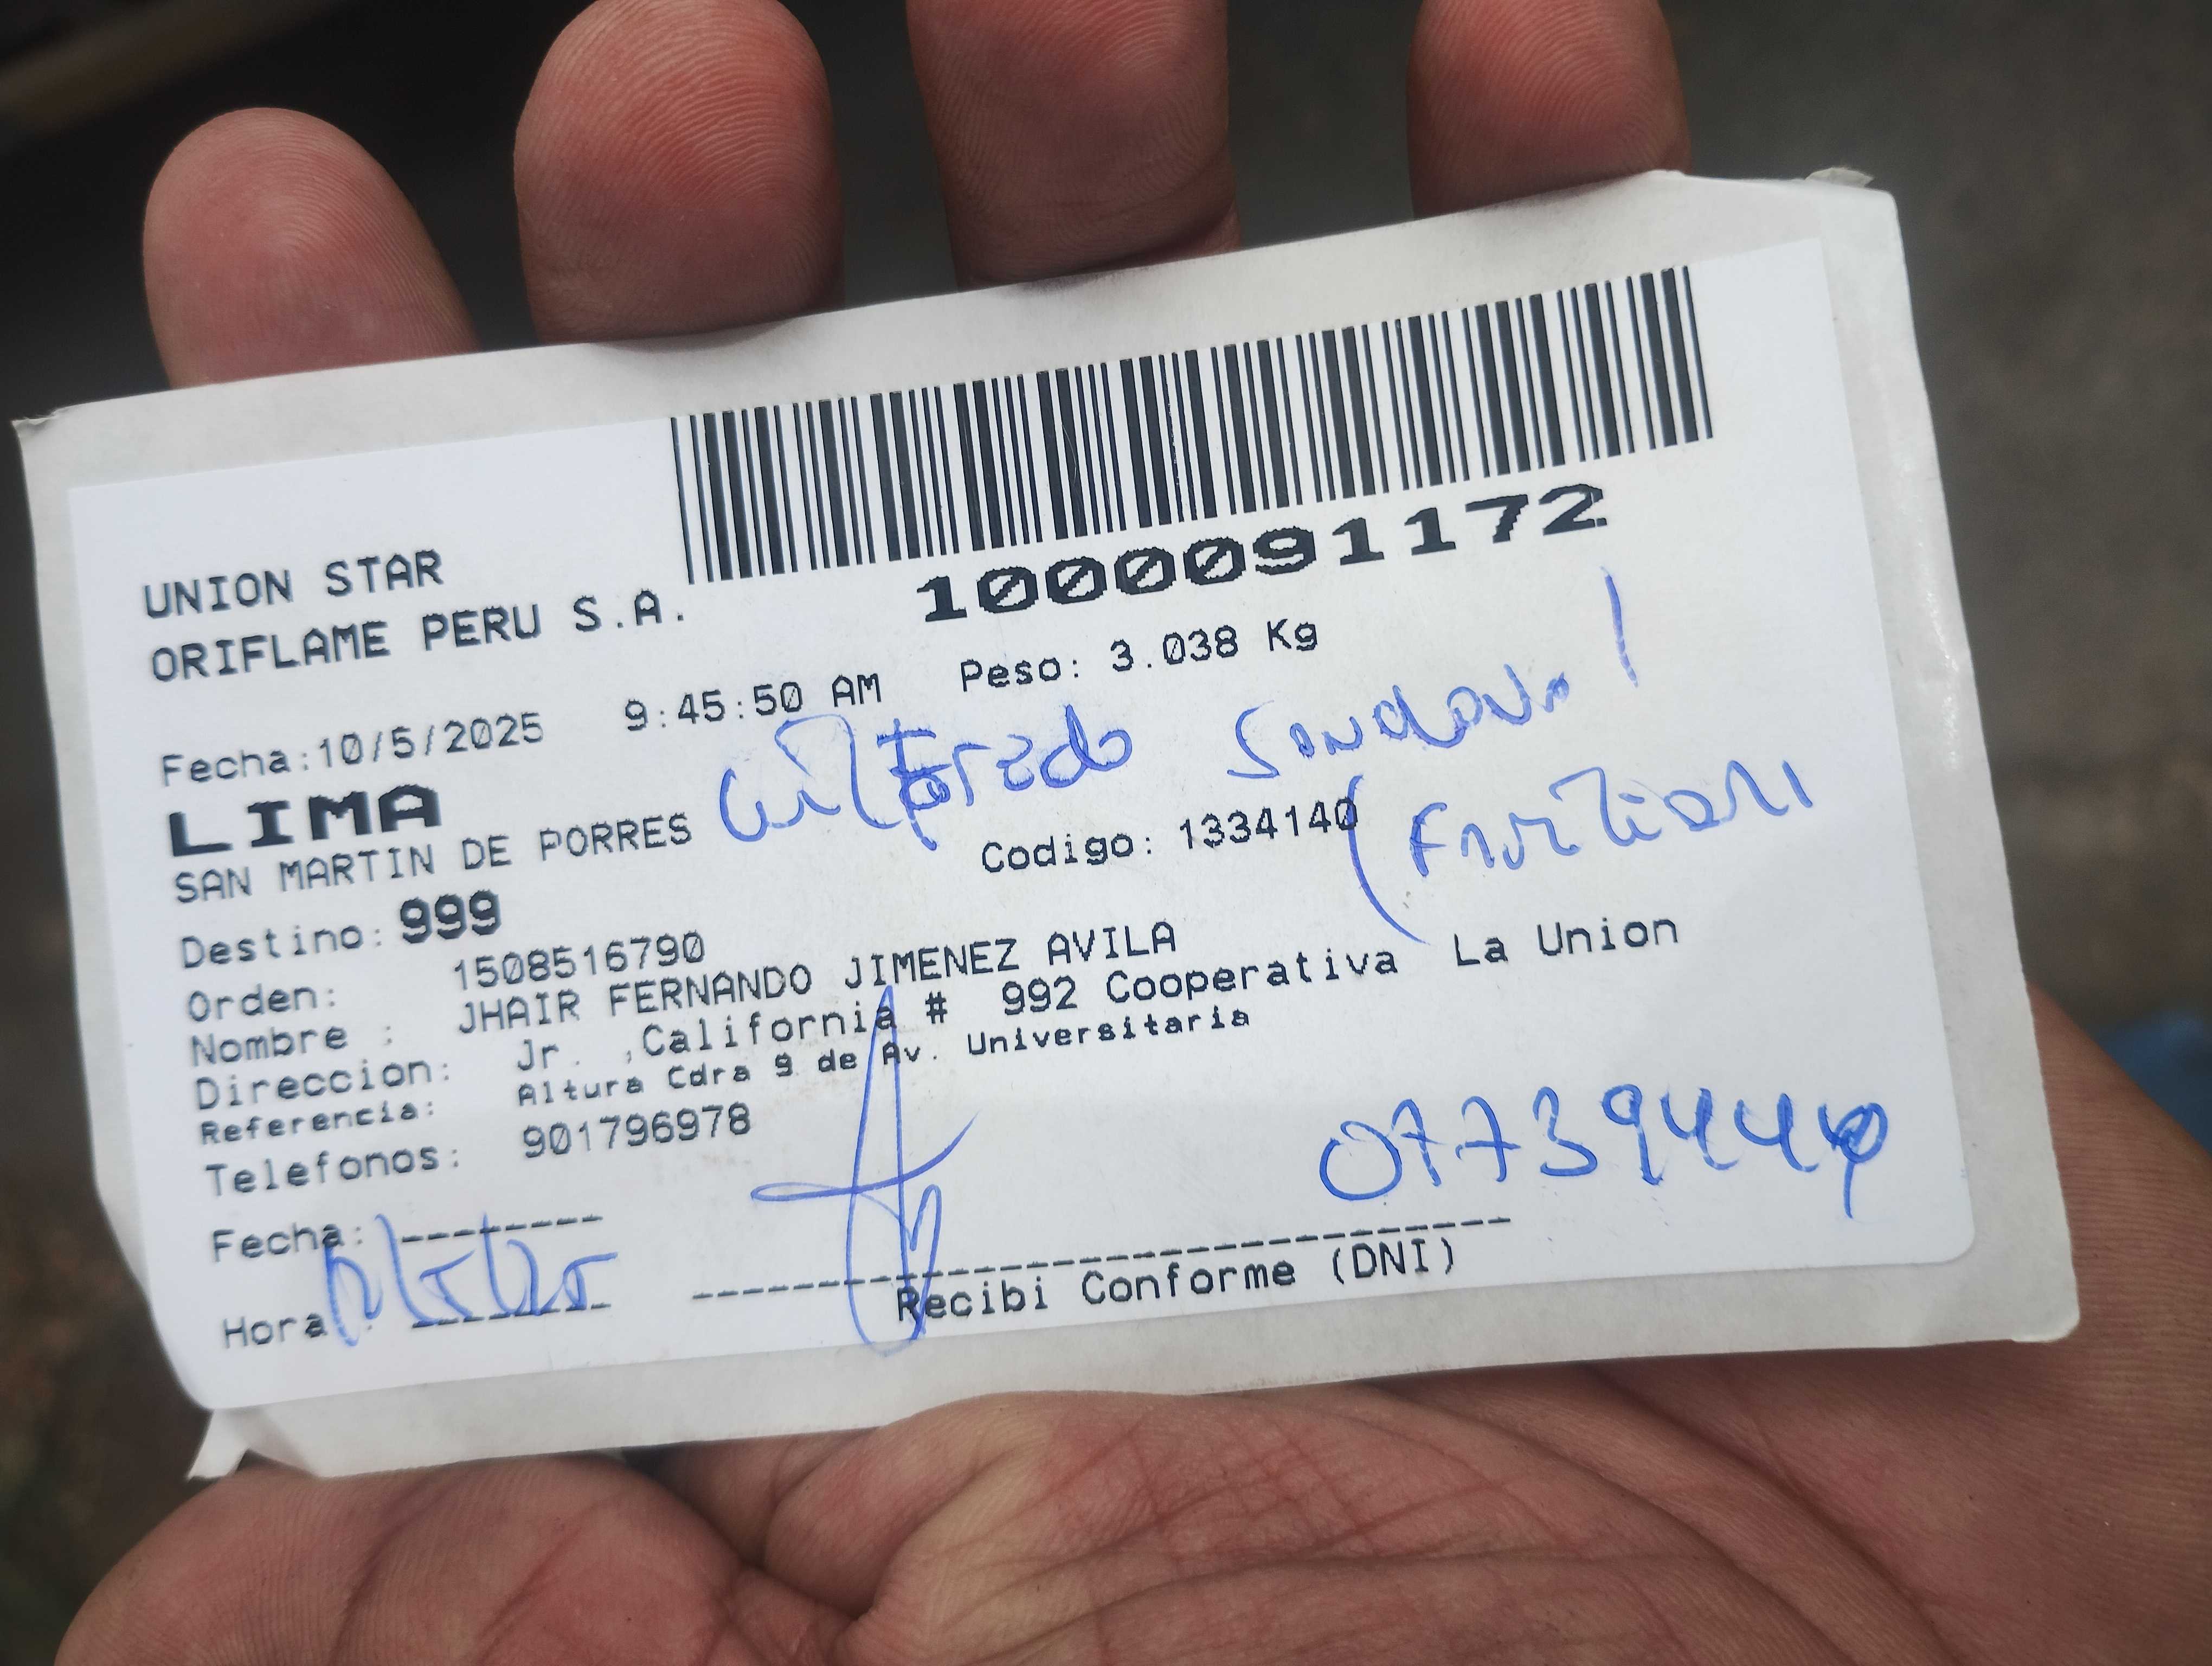 1000091172
UNION STAR
ORIFLAME PERU S.A.
Fecha:10/5/2025 9:45:50 AM Peso: 3.038 Kg
LIMA
Wilfredo Sandoval
SAN MARTIN DE PORRES
Codigo: 1334140
Destino: 999
Orden: 1508516790
Nombre : JHAIR FERNANDO JIMENEZ AVILA
Direccion: Jr. ,California # 992 Cooperativa La Union
Referencia: Altura Cdra 9 de Av. Universitaria
Telefonos: 901796978
Fecha:
Hora
Recibi Conforme (DNI)